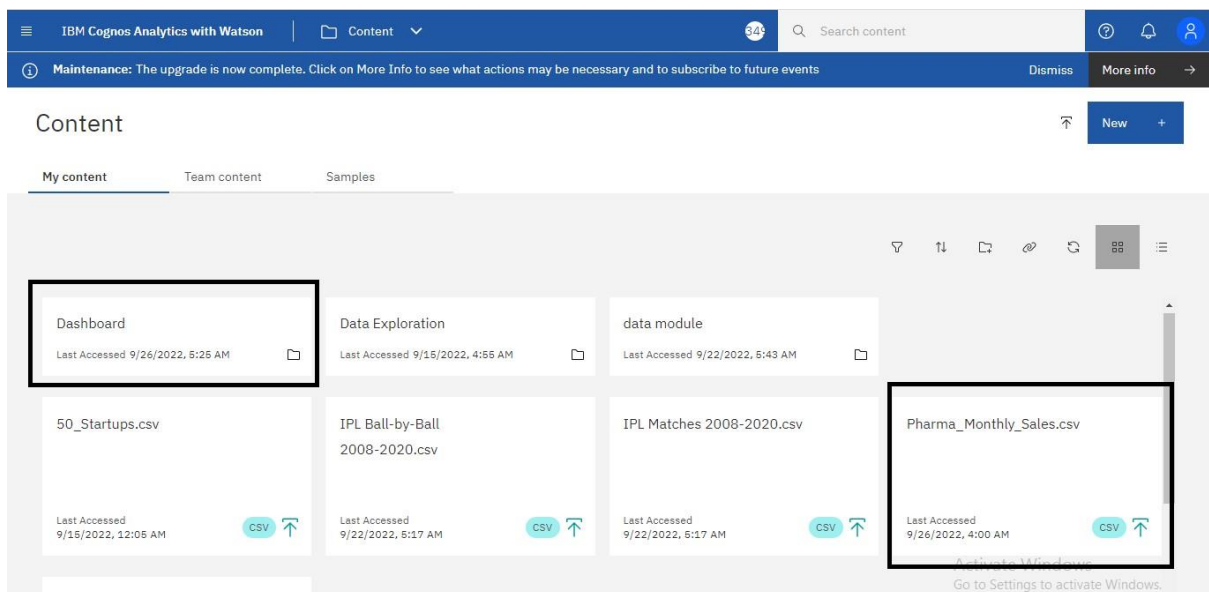 IBM Cognos Analytics with Watson
Content
Search content
Maintenance: The upgrade is now complete. Click on More Info to see what actions may be necessary and to subscribe to future events
Dismiss
More info
Content
New +
My content
Team content
Samples
Dashboard
Last Accessed 9/26/2022, 5:25 AM
Data Exploration
Last Accessed 9/15/2022, 4:55 AM
data module
Last Accessed 9/22/2022, 5:43 AM
50_Startups.csv
Last Accessed
9/15/2022, 12:05 AM
CSV
IPL Ball-by-Ball
2008-2020.csv
Last Accessed
9/22/2022, 5:17 AM
CSV
IPL Matches 2008-2020.csv
Last Accessed
9/22/2022, 5:17 AM
CSV
Pharma_Monthly_Sales.csv
Last Accessed
9/26/2022, 4:00 AM
CSV
Activate Windows
Go to Settings to activate Windows.